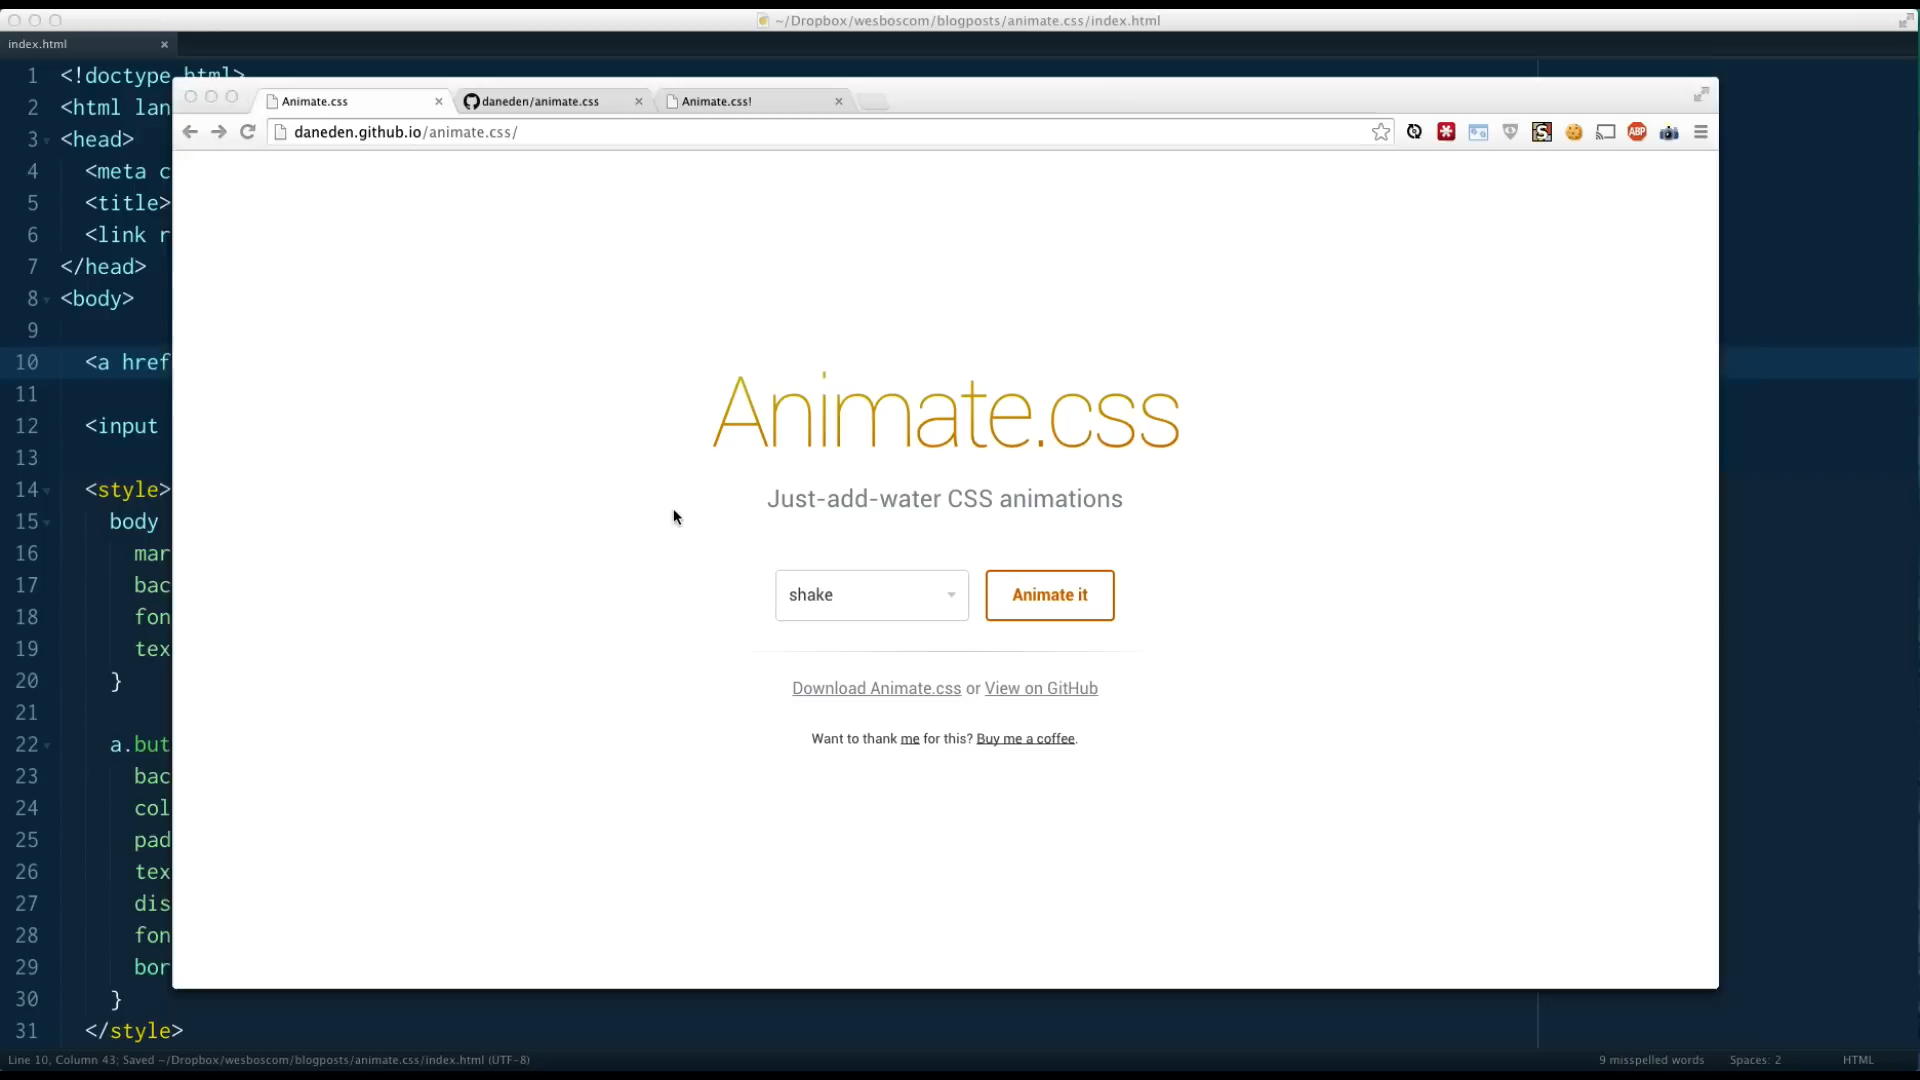 ~/Dropbox/wesboscom/blogposts/animate.css/index.html
index.html
1 <!doctype html>
2 <html lan
3 <head>
4 <meta c
5 <title>
6 <link r
7 </head>
8 <body>
9
10 <a href
11
12 <input
13
14 <style>
15 body
16 mar
17 bac
18 fon
19 tex
20 }
21
22 a.but
23 bac
24 col
25 pad
26 tex
27 dis
28 fon
29 bor
30 }
31 </style>
Animate.css
daneden/animate.css
Animate.css!
daneden.github.io/animate.css/
S
ABP
Animate.css
Just-add-water CSS animations
shake
Animate it
Download Animate.css or View on GitHub
Want to thank me for this? Buy me a coffee.
Line 10, Column 43; Saved ~/Dropbox/wesboscom/blogposts/animate.css/index.html (UTF-8)
9 misspelled words
Spaces: 2
HTML